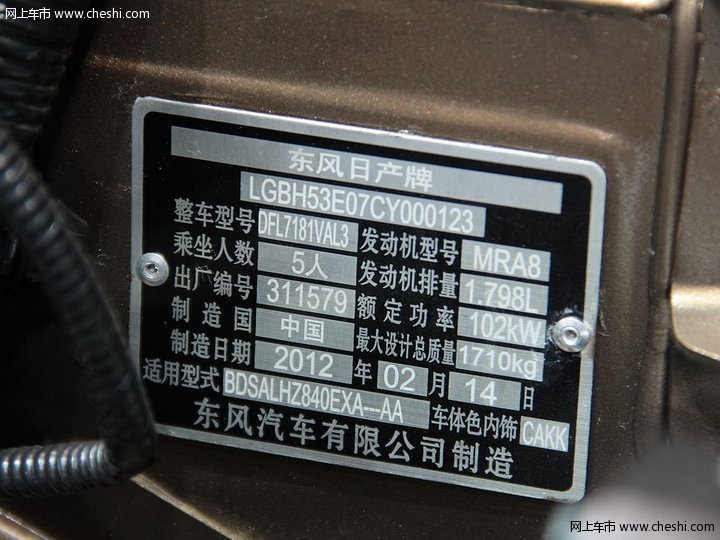 网上车市 www.cheshi.com
东风日产牌
LGBH53E07CY000123
整车型号 DFL7181VAL3 发动机型号 MRA8
乘坐人数 5人 发动机排量 1.798L
出厂编号 311579 额定功率 102kW
制造国 中国 最大设计总质量 1710kg
制造日期 2012 年 02 月 14 日
适用型式 BDSALHZ840EXA---AA 车体色内饰 CAKK
东风汽车有限公司制造
网上车市 www.cheshi.com